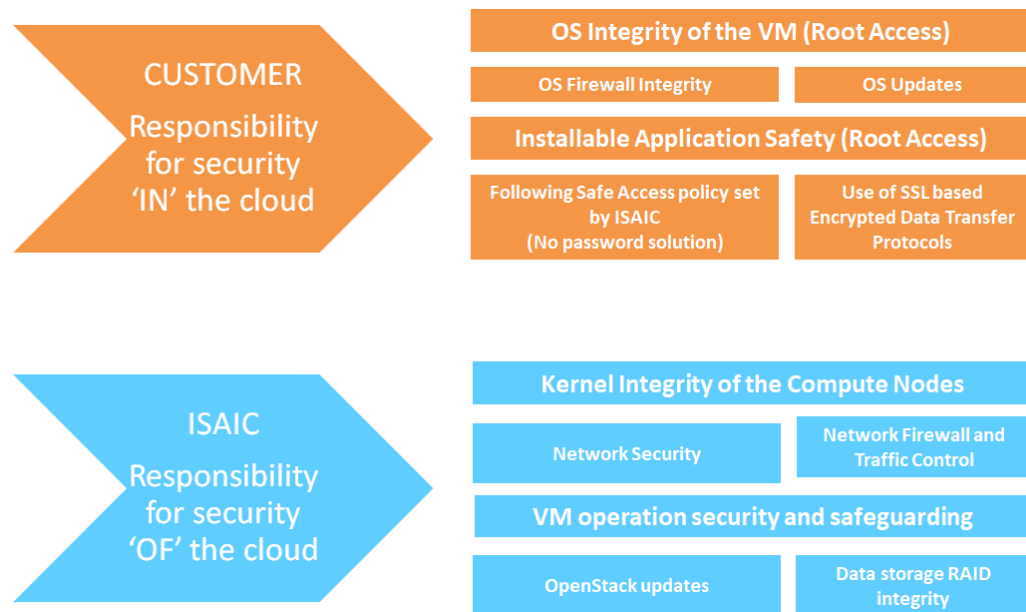 CUSTOMER
Responsibility
for security
‘IN’ the cloud
OS Integrity of the VM (Root Access)
OS Firewall Integrity
OS Updates
Installable Application Safety (Root Access)
Following Safe Access policy set
by ISAIC
(No password solution)
Use of SSL based
Encrypted Data Transfer
Protocols
ISAIC
Responsibility
for security
‘OF’ the cloud
Kernel Integrity of the Compute Nodes
Network Security
Network Firewall and
Traffic Control
VM operation security and safeguarding
OpenStack updates
Data storage RAID
integrity